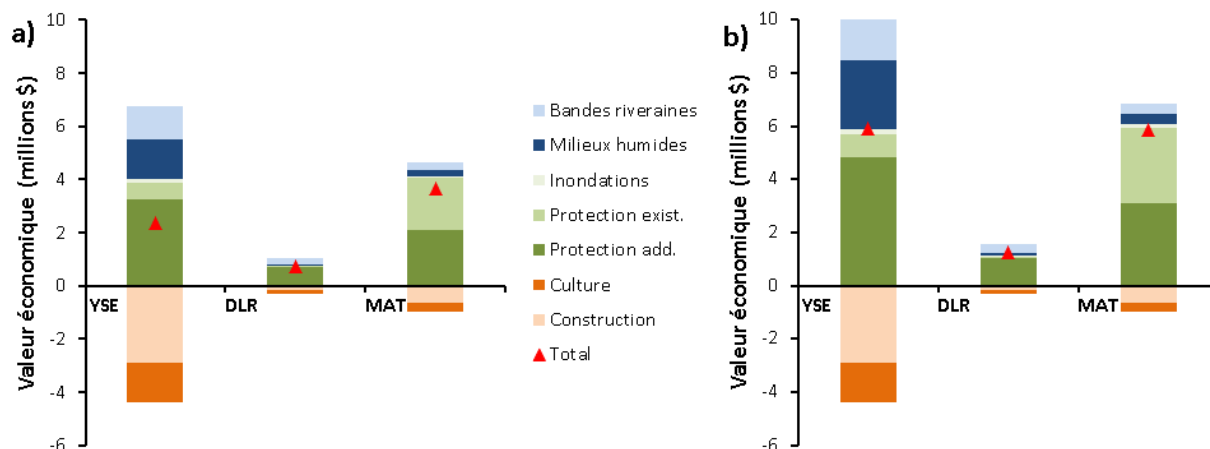 a)
Valeur économique (millions $)
10
8
6
4
2
0
-2
-4
-6
YSE
DLR
MAT
Bandes riveraines
Milieux humides
Inondations
Protection exist.
Protection add.
Culture
Construction
Total
b)
Valeur économique (millions $)
10
8
6
4
2
0
-2
-4
-6
YSE
DLR
MAT